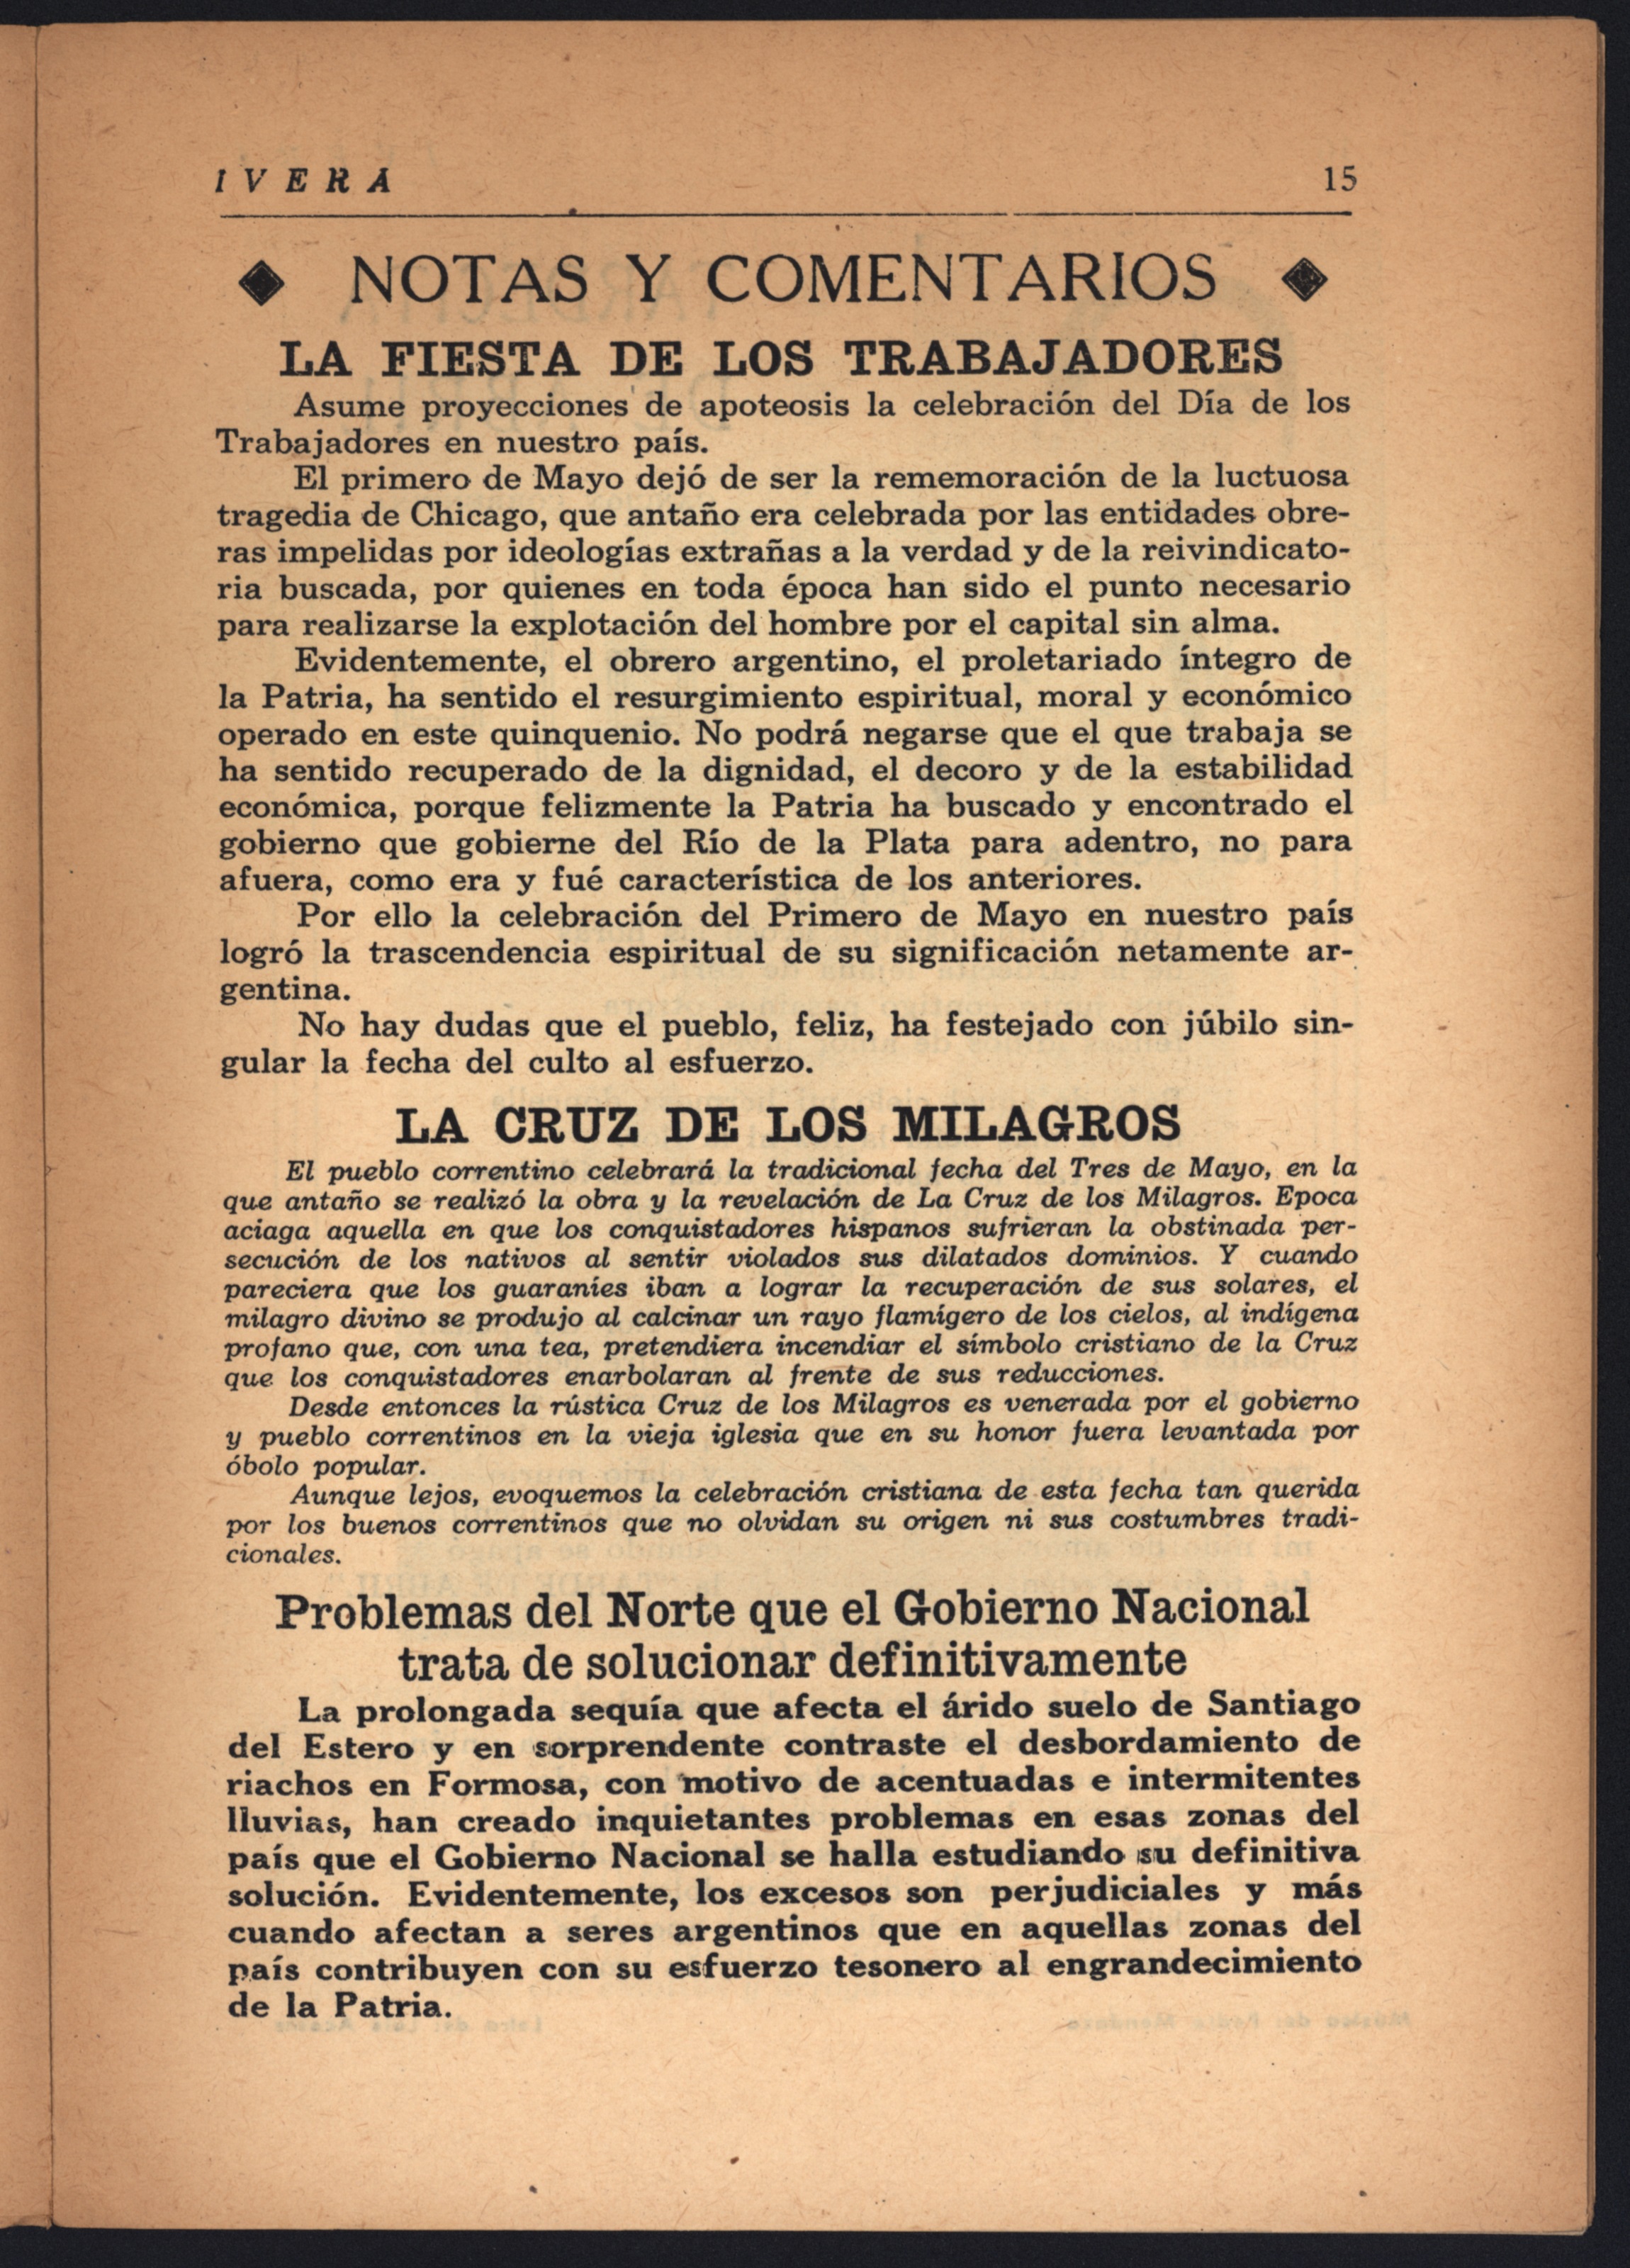 IVERA 15
NOTAS Y COMENTARIOS
LA FIESTA DE LOS TRABAJADORES
Asume proyecciones de apoteosis la celebración del Día de los
Trabajadores en nuestro país.
El primero de Mayo dejó de ser la rememoración de la luctuosa
tragedia de Chicago, que antaño era celebrada por las entidades obre-
ras impelidas por ideologías extrañas a la verdad y de la reivindicato-
ria buscada, por quienes en toda época han sido el punto necesario
para realizarse la explotación del hombre por el capital sin alma.
Evidentemente, el obrero argentino, el proletariado íntegro de
la Patria, ha sentido el resurgimiento espiritual, moral y económico
operado en este quinquenio. No podrá negarse que el que trabaja se
ha sentido recuperado de la dignidad, el decoro y de la estabilidad
económica, porque felizmente la Patria ha buscado y encontrado el
gobierno que gobierne del Río de la Plata para adentro, no para
afuera, como era y fué característica de los anteriores.
Por ello la celebración del Primero de Mayo en nuestro país
logró la trascendencia espiritual de su significación netamente ar-
gentina.
No hay dudas que el pueblo, feliz, ha festejado con júbilo sin-
gular la fecha del culto al esfuerzo.
LA CRUZ DE LOS MILAGROS
El pueblo correntino celebrará la tradicional fecha del Tres de Mayo, en la
que antaño se realizó la obra y la revelación de La Cruz de los Milagros. Epoca
aciaga aquella en que los conquistadores hispanos sufrieran la obstinada per-
secución de los nativos al sentir violados sus dilatados dominios. Y cuando
pareciera que los guaraníes iban a lograr la recuperación de sus solares, el
milagro divino se produjo al calcinar un rayo flamígero de los cielos, al indígena
profano que, con una tea, pretendiera incendiar el símbolo cristiano de la Cruz
que los conquistadores enarbolaran al frente de sus reducciones.
Desde entonces la rústica Cruz de los Milagros es venerada por el gobierno
y pueblo correntinos en la vieja iglesia que en su honor fuera levantada por
óbolo popular.
Aunque lejos, evoquemos la celebración cristiana de esta fecha tan querida
por los buenos correntinos que no olvidan su origen ni sus costumbres tradi-
cionales.
Problemas del Norte que el Gobierno Nacional
trata de solucionar definitivamente
La prolongada sequía que afecta el árido suelo de Santiago
del Estero y en sorprendente contraste el desbordamiento de
riachos en Formosa, con motivo de acentuadas e intermitentes
lluvias, han creado inquietantes problemas en esas zonas del
país que el Gobierno Nacional se halla estudiando su definitiva
solución. Evidentemente, los excesos son perjudiciales y más
cuando afectan a seres argentinos que en aquellas zonas del
país contribuyen con su esfuerzo tesonero al engrandecimiento
de la Patria.